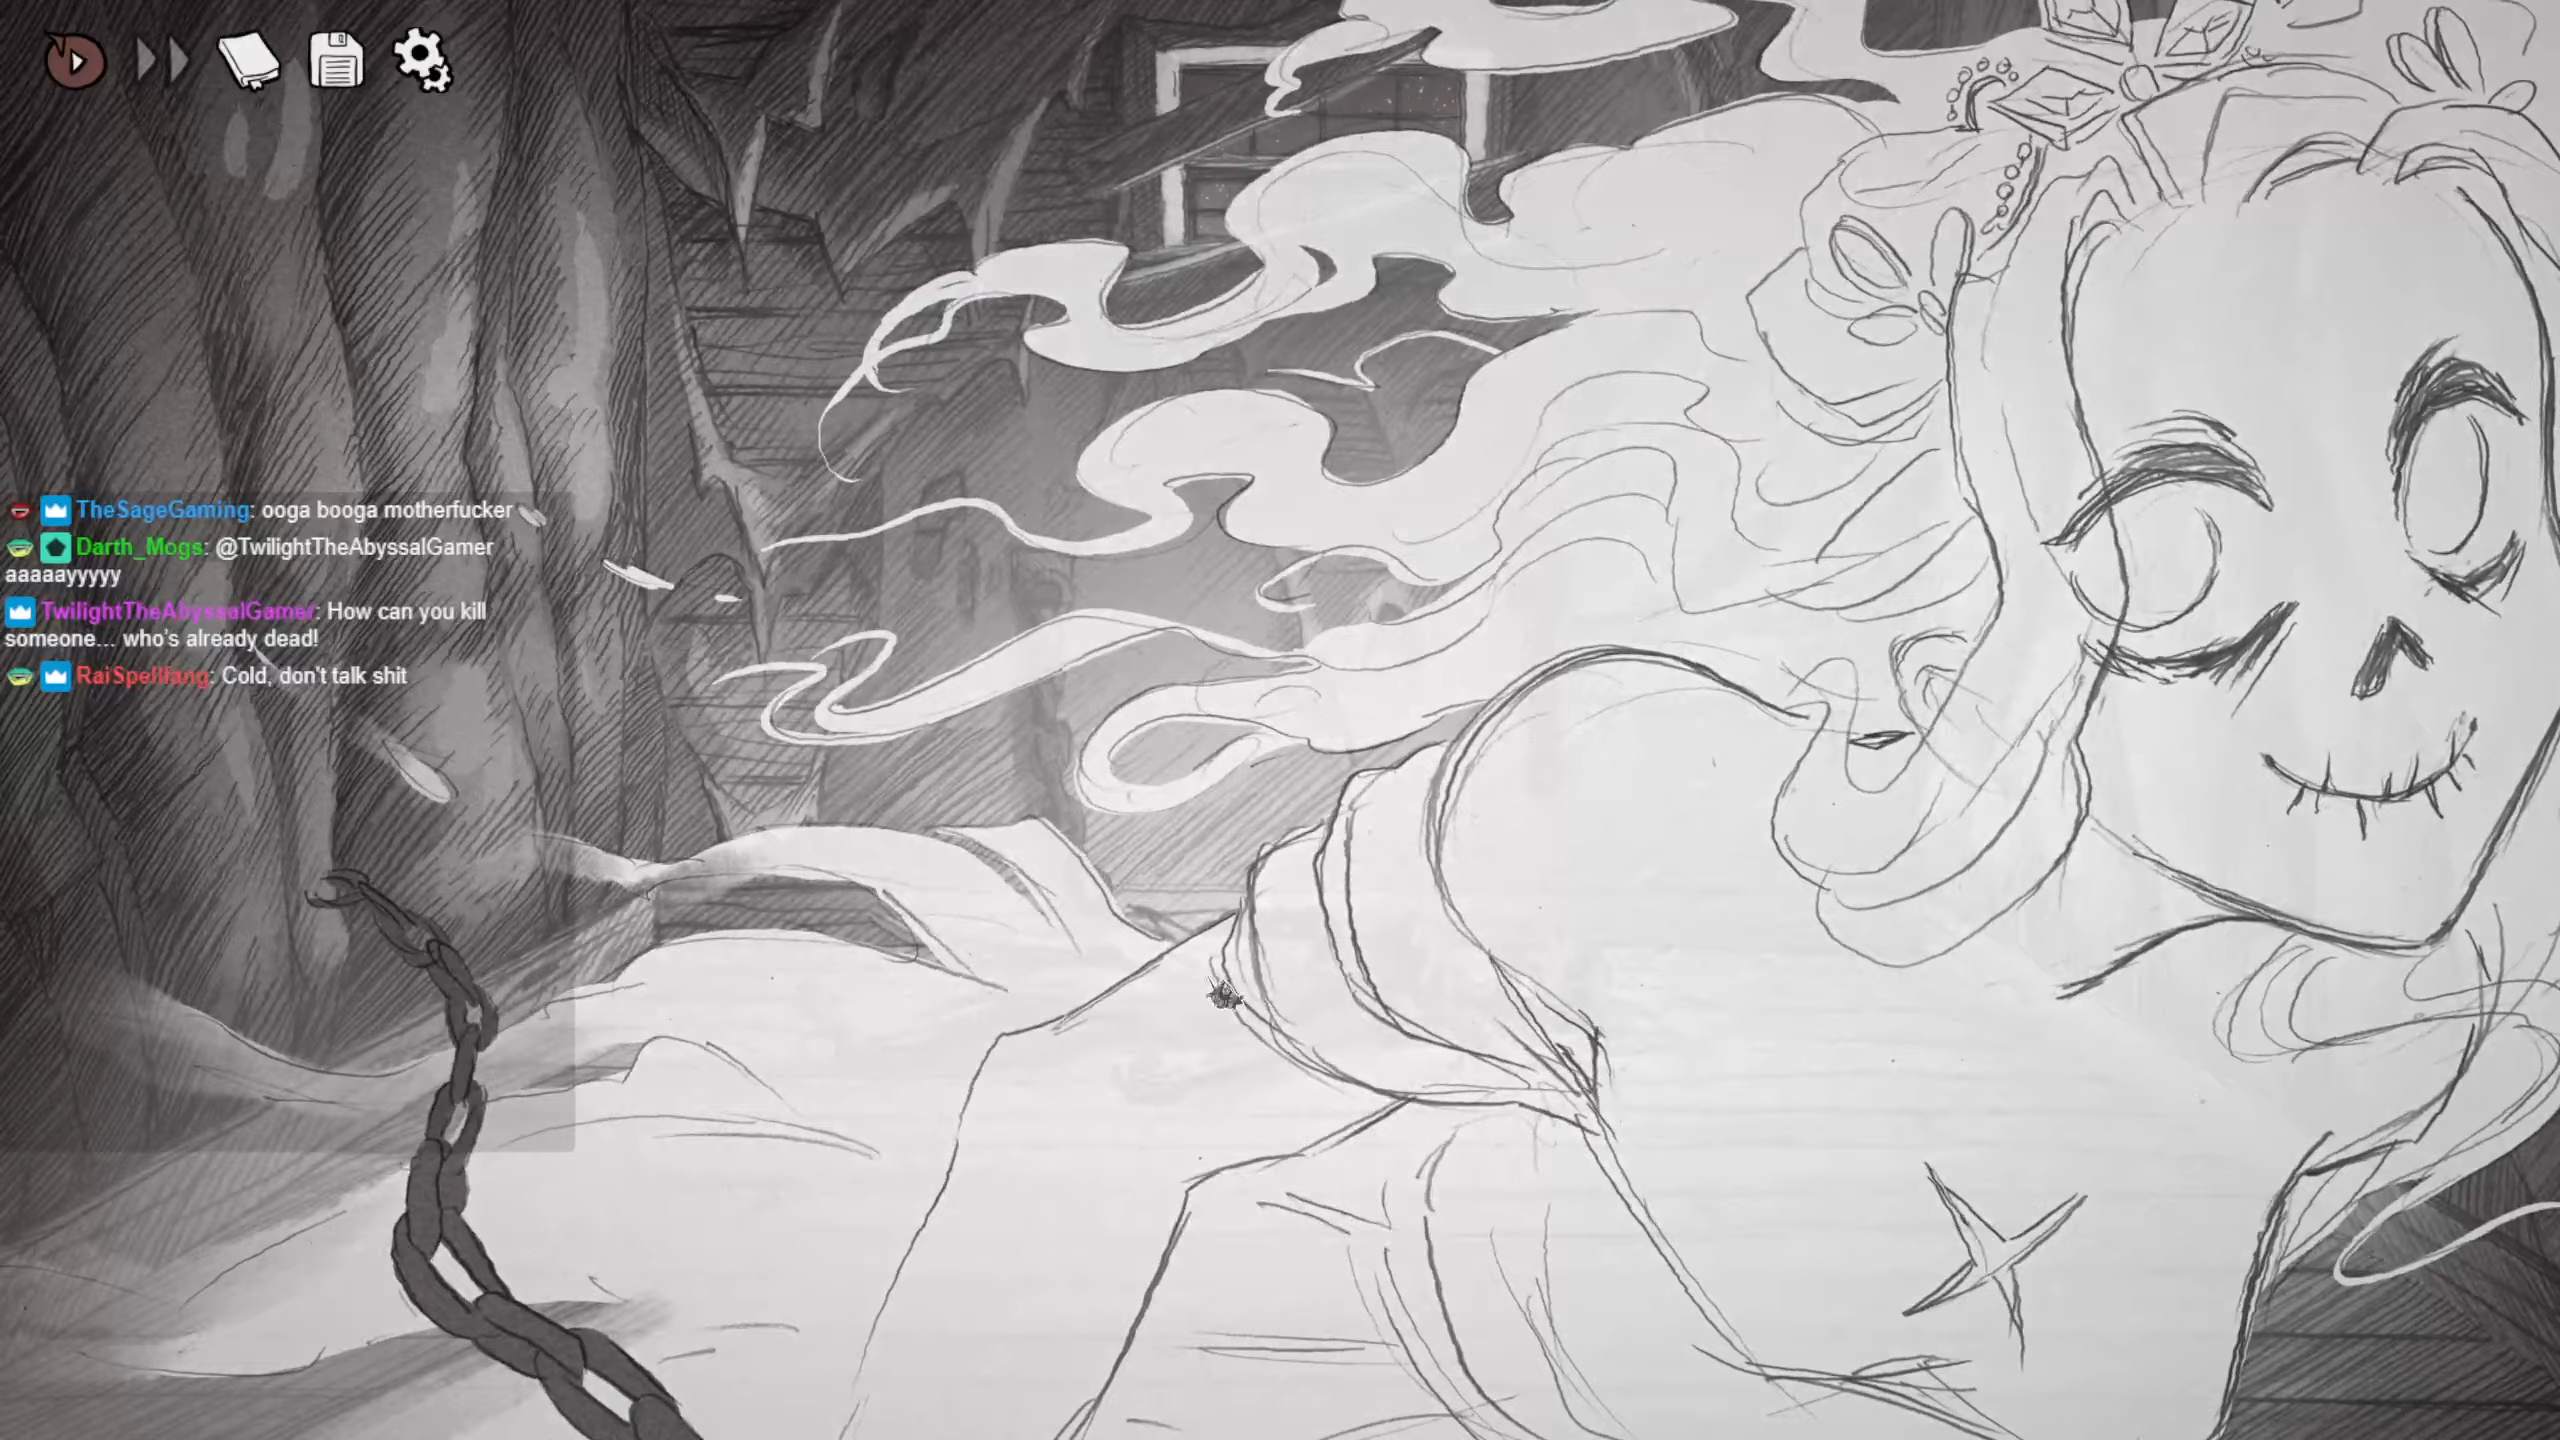 TheSageGaming: ooga booga motherfucker
Darth_Mogs: @TwilightTheAbyssalGamer
aaaaayyyyy
TwilightTheAbyssalGamer: How can you kill
someone... who's already dead!
RaiSpellfang: Cold, don't talk shit